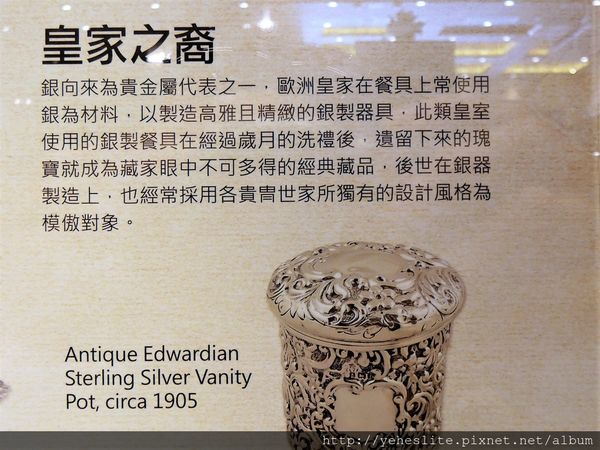 皇家之裔
銀向來為貴金屬代表之一，歐洲皇家在餐具上常使用
銀為材料，以製造高雅且精緻的銀製器具，此類皇室
使用的銀製餐具在經過歲月的洗禮後，遺留下來的瑰
寶就成為藏家眼中不可多得的經典藏品，後世在銀器
製造上，也經常採用各貴冑世家所獨有的設計風格為
模倣對象。
Antique Edwardian
Sterling Silver Vanity
Pot, circa 1905
http://yeheslite.pixnet.net/album